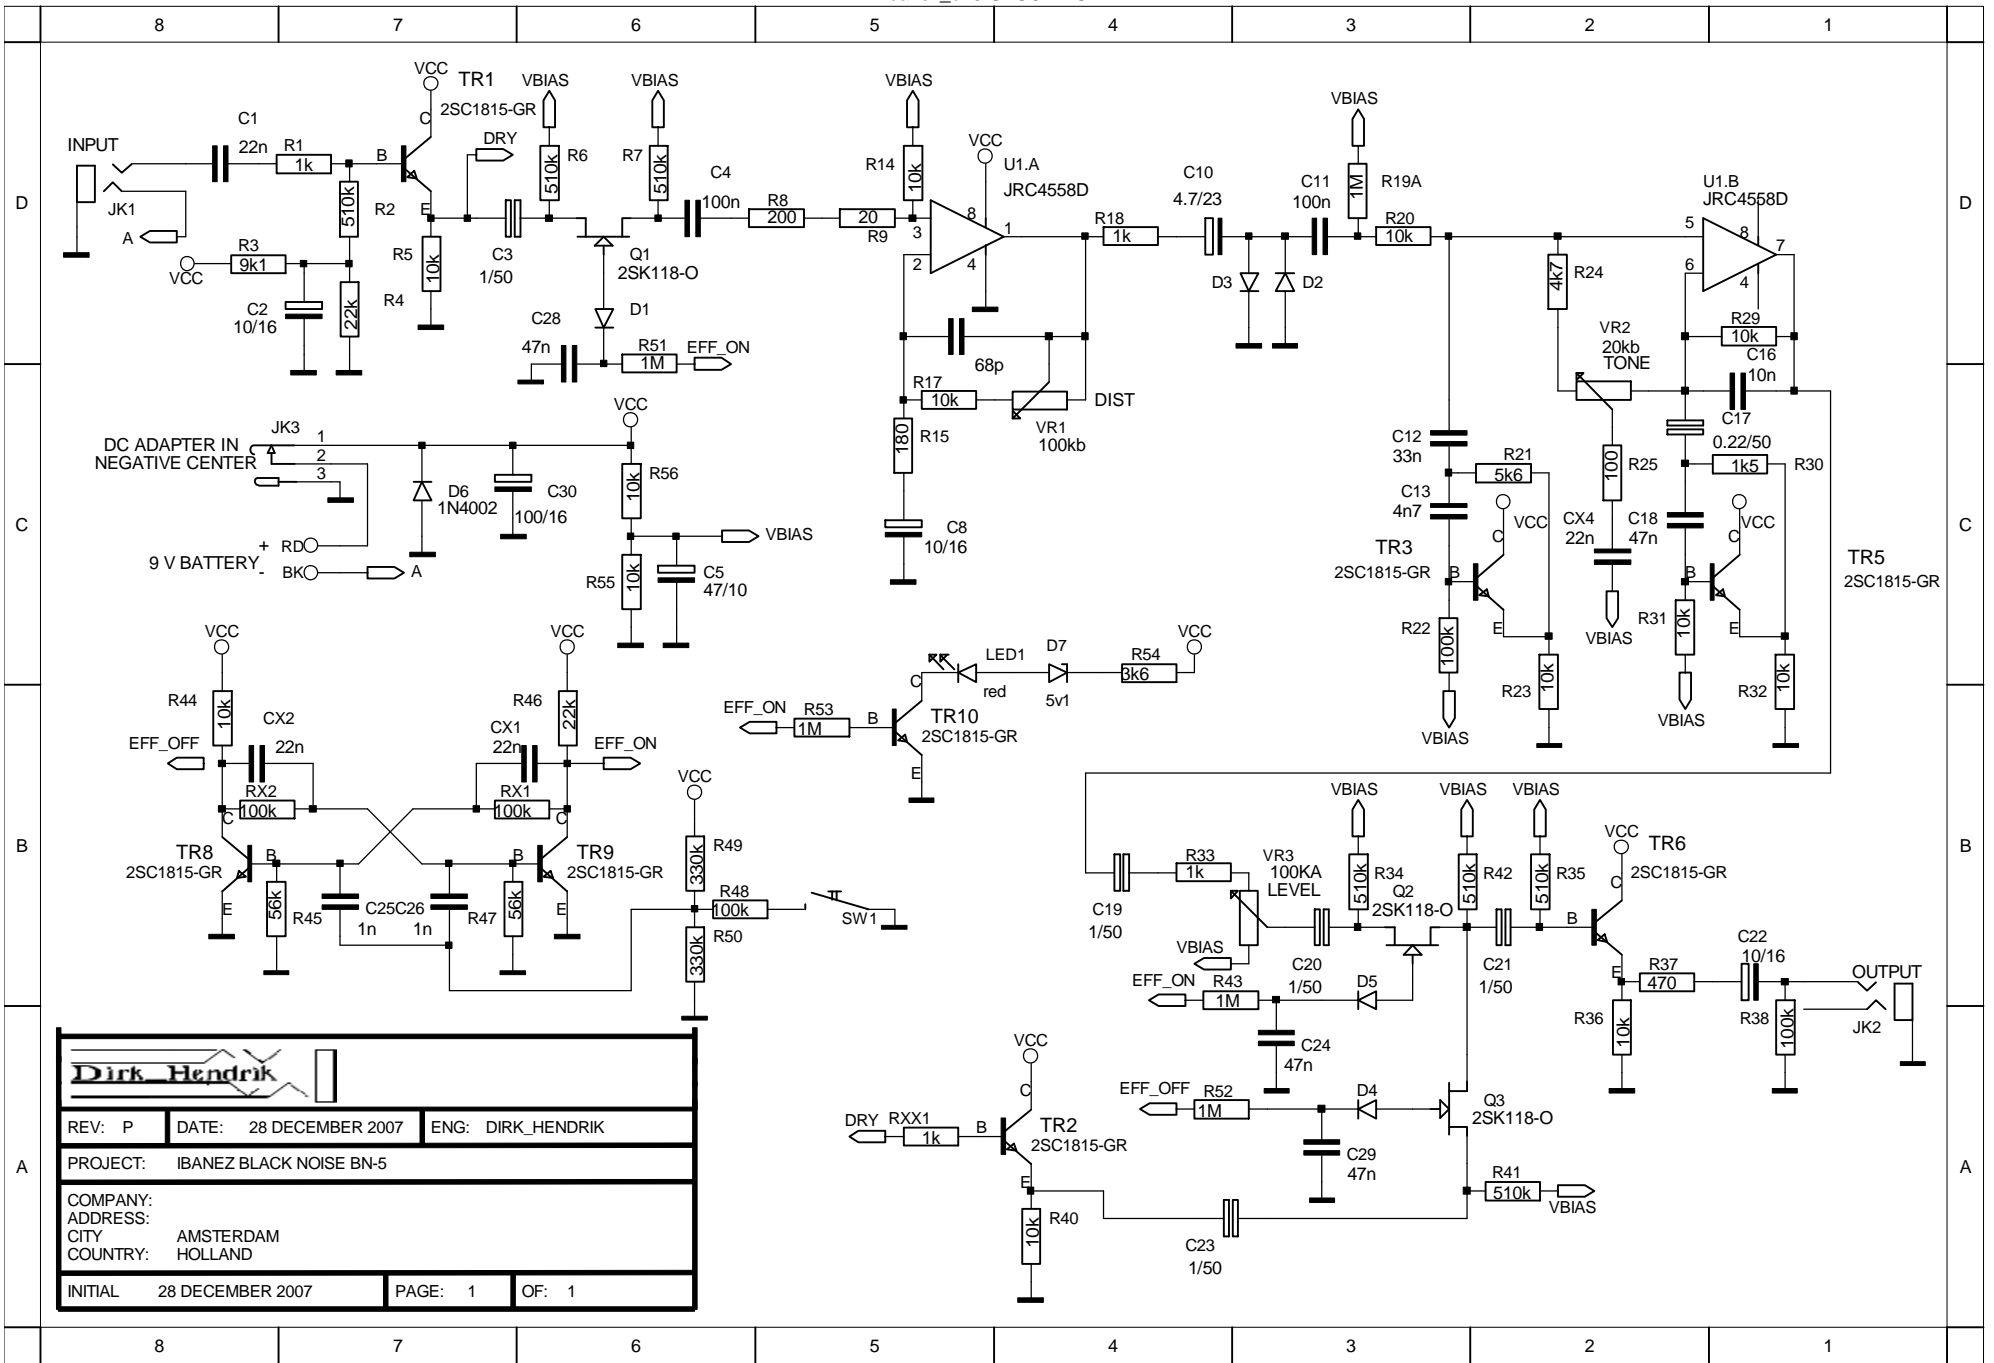 8 7 6 5 4 3 2 1
D
C
B
A
D
C
B
A
INPUT
JK1
A
C1
22n
R1
1k
B
VCC
TR1
2SC1815-GR
C
E
DRY
510k
R2
R3
9k1
VCC
C2
10/16
22k
R4
R5
10k
C3
1/50
VBIAS
510k
R6
VBIAS
R7
510k
Q1
2SK118-O
D1
C28
47n
R51
1M
EFF_ON
C4
100n
R8
200
20
R9
VBIAS
R14
10k
VCC
U1.A
JRC4558D
8
3
2
1
4
68p
R17
10k
VR1
100kb
DIST
180
R15
C8
10/16
R18
1k
C10
4.7/23
D3
D2
C11
100n
VBIAS
1M
R19A
R20
10k
C12
33n
R21
5k6
C13
4n7
TR3
2SC1815-GR
VCC
C
B
E
R22
100k
VBIAS
R23
10k
4k7
R24
VR2
20kb
TONE
100
R25
CX4
22n
VBIAS
U1.B
JRC4558D
5
6
8
7
4
R29
10k
C16
10n
C17
0.22/50
1k5
R30
C18
47n
VCC
C
B
E
TR5
2SC1815-GR
R31
10k
VBIAS
R32
10k
DC ADAPTER IN
NEGATIVE CENTER
JK3
1
2
3
D6
1N4002
C30
100/16
VCC
10k
R56
VBIAS
R55
10k
C5
47/10
9 V BATTERY
+
-
RD
BK
A
VCC
R44
10k
CX2
22n
EFF_OFF
RX2
100k
VCC
R46
22k
CX1
22n
EFF_ON
RX1
100k
C
TR8
2SC1815-GR
B
E
56k
R45
C25
1n
C26
1n
R47
56k
B
C
TR9
2SC1815-GR
E
VCC
330k
R49
R48
100k
SW1
330k
R50
EFF_ON
R53
1M
B
C
TR10
2SC1815-GR
E
LED1
red
D7
5v1
R54
3k6
VCC
C19
1/50
R33
1k
VR3
100KA
LEVEL
VBIAS
C20
1/50
VBIAS
510k
R34
Q2
2SK118-O
VBIAS
510k
R42
VBIAS
510k
R35
C21
1/50
EFF_ON
R43
1M
D5
C24
47n
VCC
TR6
2SC1815-GR
C
B
E
R37
470
R36
10k
C22
10/16
R38
100k
OUTPUT
JK2
EFF_OFF
R52
1M
D4
C29
47n
Q3
2SK118-O
R41
510k
VBIAS
DRY
RXX1
1k
VCC
C
B
TR2
2SC1815-GR
E
10k
R40
C23
1/50
Dirk_Hendrik
REV: P DATE: 28 DECEMBER 2007 ENG: DIRK_HENDRIK
PROJECT: IBANEZ BLACK NOISE BN-5
COMPANY:
ADDRESS:
CITY AMSTERDAM
COUNTRY: HOLLAND
INITIAL 28 DECEMBER 2007 PAGE: 1 OF: 1
8 7 6 5 4 3 2 1